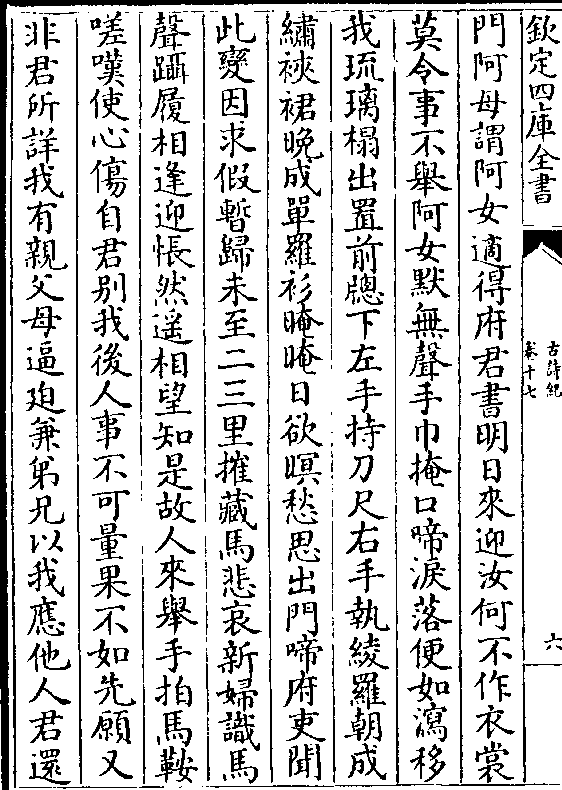 欽定四庫全書
古詩紀
卷十七
六
門阿母謂阿女適得府君書明日來迎汝何不作衣裳
莫令事不舉阿女默無聲手巾掩口啼淚落便如瀉移
我琉璃榻出置前牕下左手持刀尺右手執綾羅朝成
繡裌裙晚成單羅衫晻晻日欲暝愁思出門啼府吏聞
此變因求假暫歸未至二三里摧藏馬悲哀新婦識馬
聲躡履相逢迎悵然遥相望知是故人來舉手拍馬鞍
嗟嘆使心傷自君别我後人事不可量果不如先願又
非君所詳我有親父母逼迫兼弟兄以我應他人君還